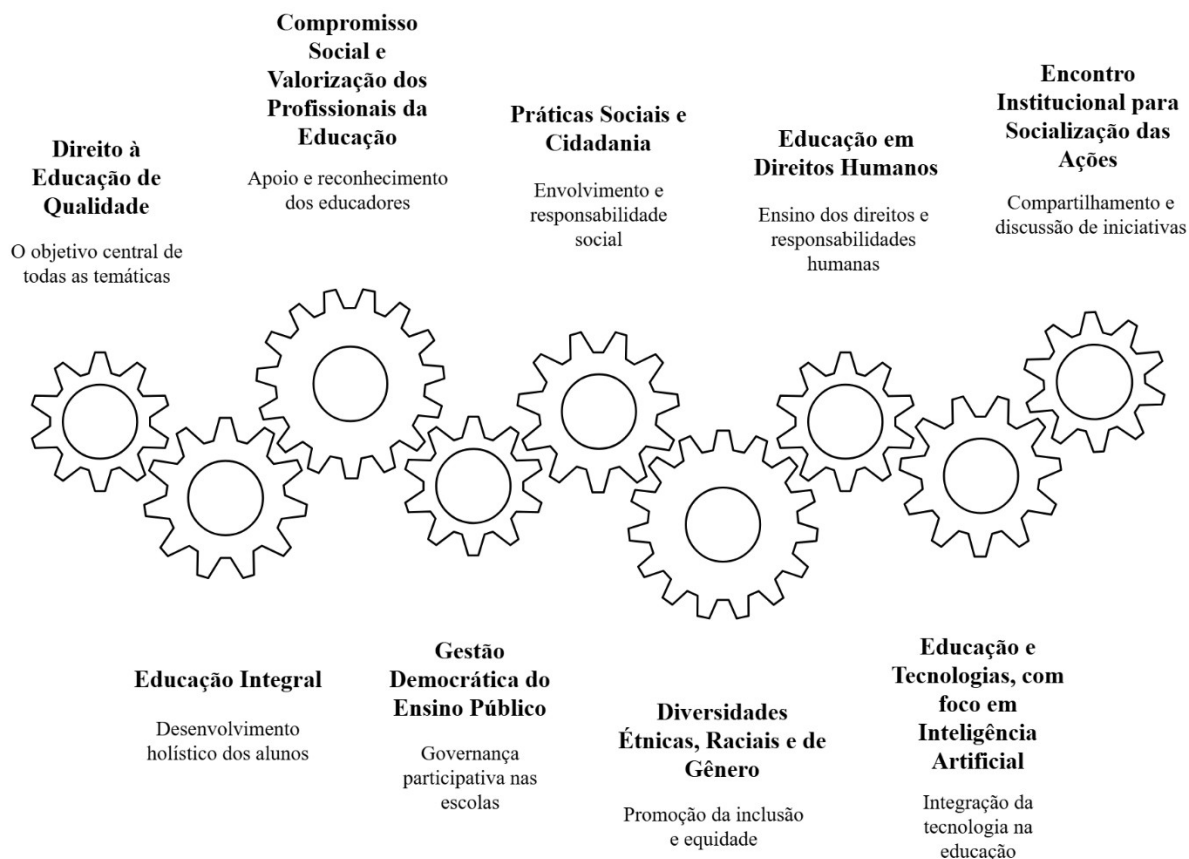 Direito à
Educação de
Qualidade
O objetivo central de
todas as temáticas
Compromisso
Social e
Valorização dos
Profissionais da
Educação
Apoio e reconhecimento
dos educadores
Práticas Sociais e
Cidadania
Envolvimento e
responsabilidade
social
Educação em
Direitos Humanos
Ensino dos direitos e
responsabilidades
humanas
Encontro
Institucional para
Socialização das
Ações
Compartilhamento e
discussão de iniciativas
Educação Integral
Desenvolvimento
holístico dos alunos
Gestão
Democrática do
Ensino Público
Governança
participativa nas
escolas
Diversidades
Étnicas, Raciais e de
Gênero
Promoção da inclusão
e equidade
Educação e
Tecnologias, com
foco em
Inteligência
Artificial
Integração da
tecnologia na
educação